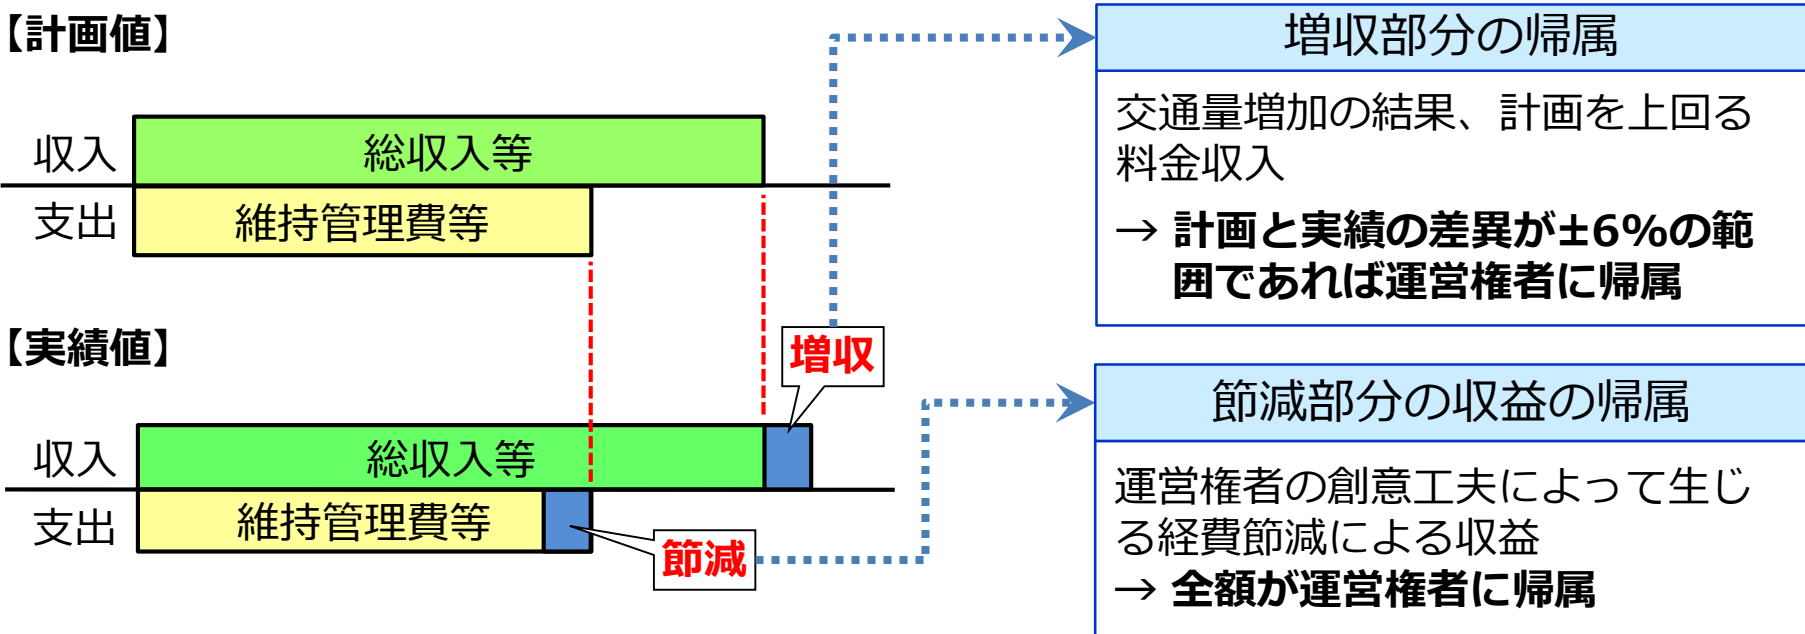 【計画値】
収入
総収入等
支出
維持管理費等
【実績値】
増収
収入
総収入等
支出
維持管理費等
節減
増収部分の帰属
交通量増加の結果、計画を上回る
料金収入
→ 計画と実績の差異が±6%の範
囲であれば運営権者に帰属
節減部分の収益の帰属
運営権者の創意工夫によって生じ
る経費節減による収益
→ 全額が運営権者に帰属